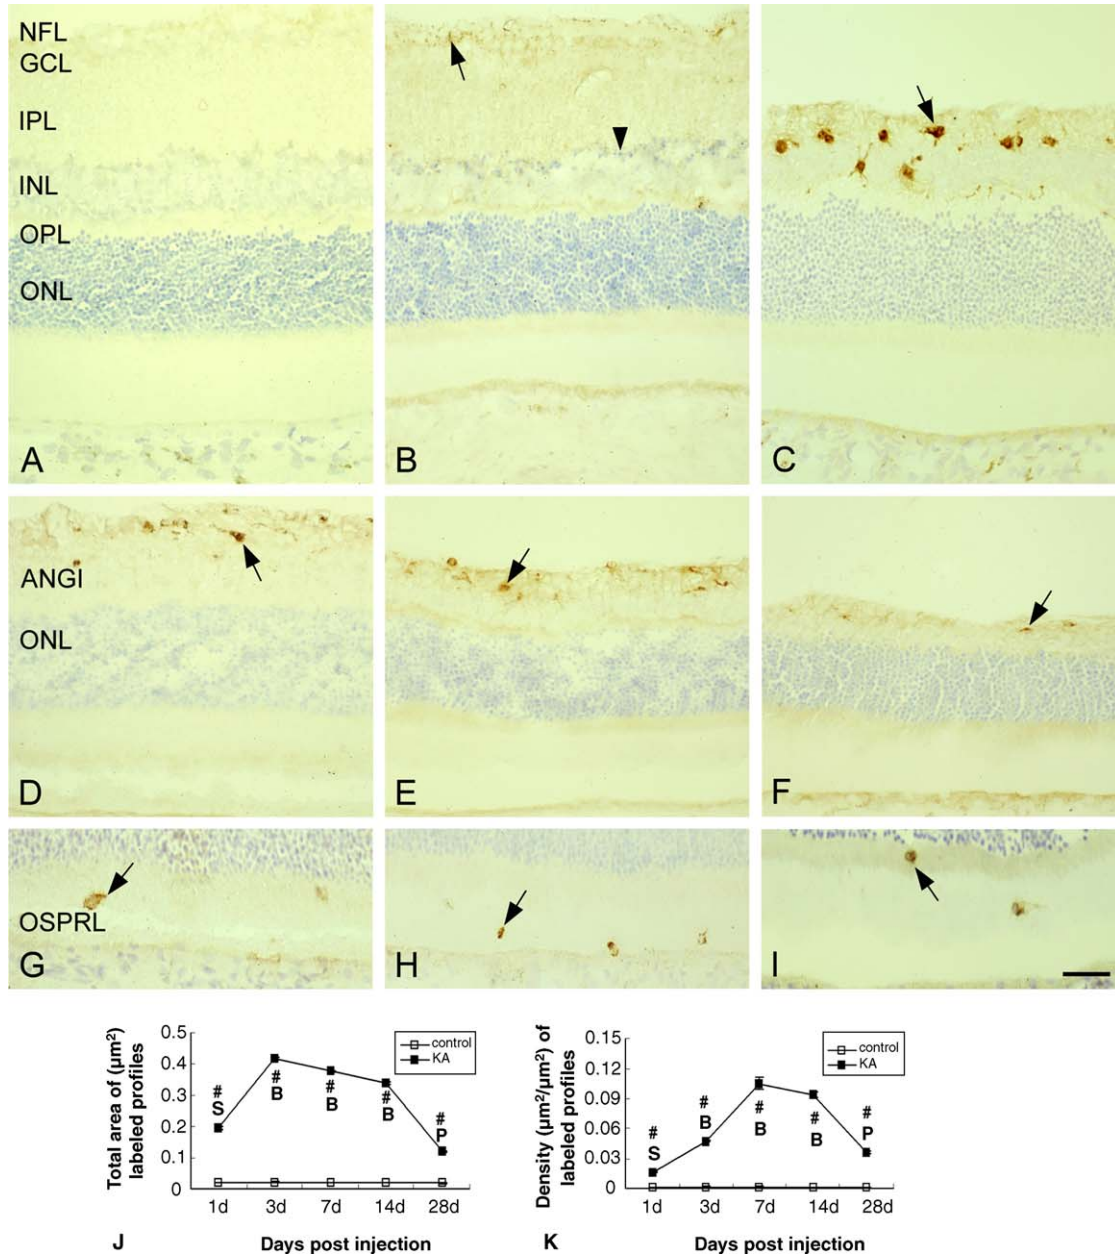 NFL
GCL
IPL
INL
OPL
ONL
A
B
C
ANGI
ONL
D
E
F
OSPRL
G
H
I
Total area of (µm²)
labeled profiles
0.5
0.4
0.3
0.2
0.1
0
control
KA
#
S
#
B
#
B
#
B
#
P
1d 3d 7d 14d 28d
J Days post injection
Density (µm²/µm²) of
labeled profiles
0.15
0.12
0.09
0.06
0.03
0
control
KA
#
S
#
B
#
B
#
B
#
P
1d 3d 7d 14d 28d
K Days post injection